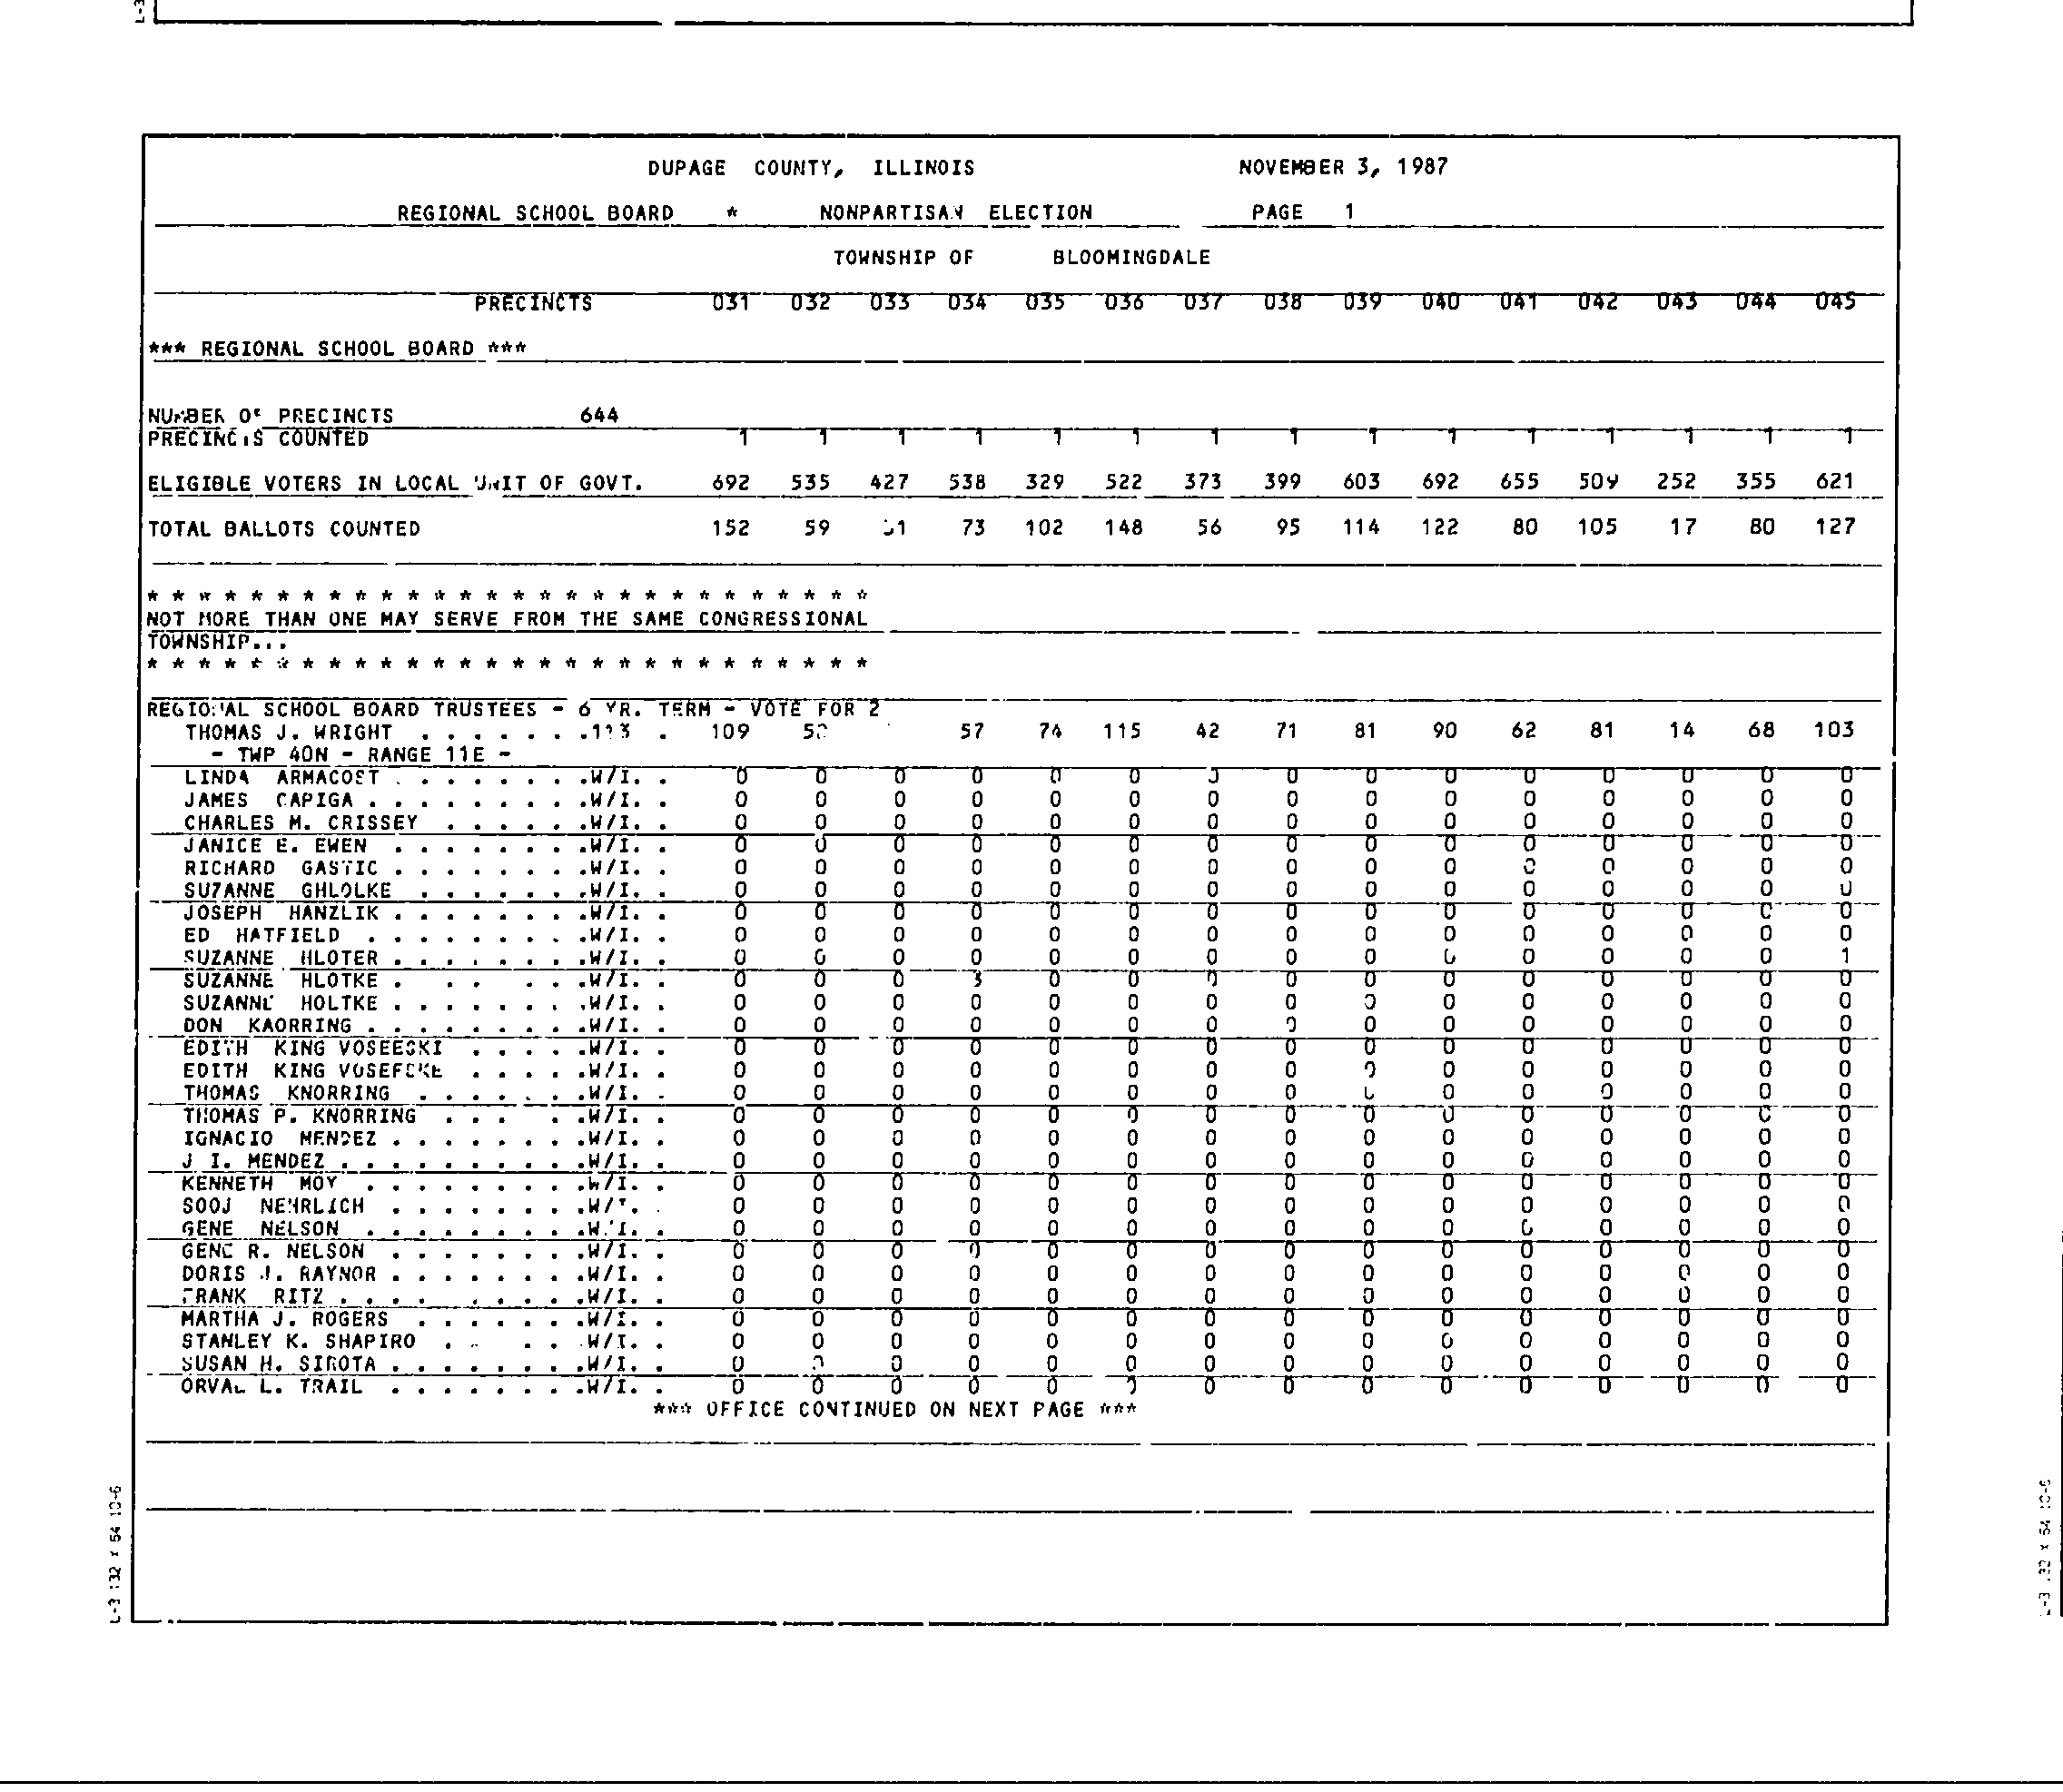 DUPAGE COUNTY, ILLINOIS NOVEMBER 3, 1987
REGIONAL SCHOOL BOARD * NONPARTISAN ELECTION PAGE 1
TOWNSHIP OF BLOOMINGDALE
PRECINCTS 031 032 033 034 035 036 037 038 039 040 041 042 043 044 045
*** REGIONAL SCHOOL BOARD ***
NUMBER OF PRECINCTS 644
PRECINCTS COUNTED 1 1 1 1 1 1 1 1 1 1 1 1 1 1 1
ELIGIBLE VOTERS IN LOCAL UNIT OF GOVT. 692 535 427 538 329 522 373 399 603 692 655 509 252 355 621
TOTAL BALLOTS COUNTED 152 59 73 102 148 56 95 114 122 80 105 17 80 127
* * * * * * * * * * * * * * * * * * * * * * * * * * * *
NOT MORE THAN ONE MAY SERVE FROM THE SAME CONGRESSIONAL
TOWNSHIP...
* * * * * * * * * * * * * * * * * * * * * * * * * * * *
REGIONAL SCHOOL BOARD TRUSTEES - 6 YR. TERM - VOTE FOR 2
THOMAS J. WRIGHT . . . . . . .113 . 109 57 74 115 42 71 81 90 62 81 14 68 103
- TWP 40N - RANGE 11E -
LINDA ARMACOST . . . . . . . .W/I. . 0 0 0 0 0 0 0 0 0 0 0 0 0 0 0
JAMES CAPIGA . . . . . . . . .W/I. . 0 0 0 0 0 0 0 0 0 0 0 0 0 0 0
CHARLES M. CRISSEY . . . . . .W/I. . 0 0 0 0 0 0 0 0 0 0 0 0 0 0 0
JANICE E. EWEN . . . . . . . .W/I. . 0 0 0 0 0 0 0 0 0 0 0 0 0 0 0
RICHARD GASTIC . . . . . . . .W/I. . 0 0 0 0 0 0 0 0 0 0 0 0 0 0 0
SUZANNE GHLOLKE . . . . . . .W/I. . 0 0 0 0 0 0 0 0 0 0 0 0 0 0 0
JOSEPH HANZLIK . . . . . . . .W/I. . 0 0 0 0 0 0 0 0 0 0 0 0 0 0 0
ED HATFIELD . . . . . . . . .W/I. . 0 0 0 0 0 0 0 0 0 0 0 0 0 0 0
SUZANNE HLOTER . . . . . . . .W/I. . 0 0 0 0 0 0 0 0 0 0 0 0 0 0 1
SUZANNE HLOTKE . . . . . .W/I. . 0 0 0 0 0 0 0 0 0 0 0 0 0 0
SUZANNE HOLTKE . . . . . . . .W/I. . 0 0 0 0 0 0 0 0 0 0 0 0 0 0 0
DON KAORRING . . . . . . . . .W/I. . 0 0 0 0 0 0 0 0 0 0 0 0 0 0 0
EDITH KING VOSEESKI . . . . .W/I. . 0 0 0 0 0 0 0 0 0 0 0 0 0 0 0
EDITH KING . . . . .W/I. . 0 0 0 0 0 0 0 0 0 0 0 0 0 0 0
THOMAS KNORRING . . . . . . .W/I. . 0 0 0 0 0 0 0 0 0 0 0 0 0 0 0
THOMAS P. KNORRING . . . . .W/I. . 0 0 0 0 0 0 0 0 0 0 0 0 0 0 0
IGNACIO MENDEZ . . . . . . . .W/I. . 0 0 0 0 0 0 0 0 0 0 0 0 0 0 0
J I. MENDEZ . . . . . . . . . .W/I. . 0 0 0 0 0 0 0 0 0 0 0 0 0 0 0
KENNETH MOY . . . . . . . . .W/I. . 0 0 0 0 0 0 0 0 0 0 0 0 0 0 0
SOOJ NEHRLICH . . . . . . . .W/I. . 0 0 0 0 0 0 0 0 0 0 0 0 0 0 0
GENE NELSON . . . . . . . . .W/I. . 0 0 0 0 0 0 0 0 0 0 0 0 0 0 0
GENE R. NELSON . . . . . . . .W/I. . 0 0 0 0 0 0 0 0 0 0 0 0 0 0 0
DORIS J. RAYNOR . . . . . . . .W/I. . 0 0 0 0 0 0 0 0 0 0 0 0 0 0 0
FRANK RITZ . . . . . . . . .W/I. . 0 0 0 0 0 0 0 0 0 0 0 0 0 0 0
MARTHA J. ROGERS . . . . . . .W/I. . 0 0 0 0 0 0 0 0 0 0 0 0 0 0 0
STANLEY K. SHAPIRO . . . . .W/I. . 0 0 0 0 0 0 0 0 0 0 0 0 0 0 0
SUSAN H. SIROTA . . . . . . . .W/I. . 0 0 0 0 0 0 0 0 0 0 0 0 0 0 0
ORVAL L. TRAIL . . . . . . . .W/I. . 0 0 0 0 0 0 0 0 0 0 0 0 0 0 0
*** OFFICE CONTINUED ON NEXT PAGE ***
L-3 132 x 64 10-6